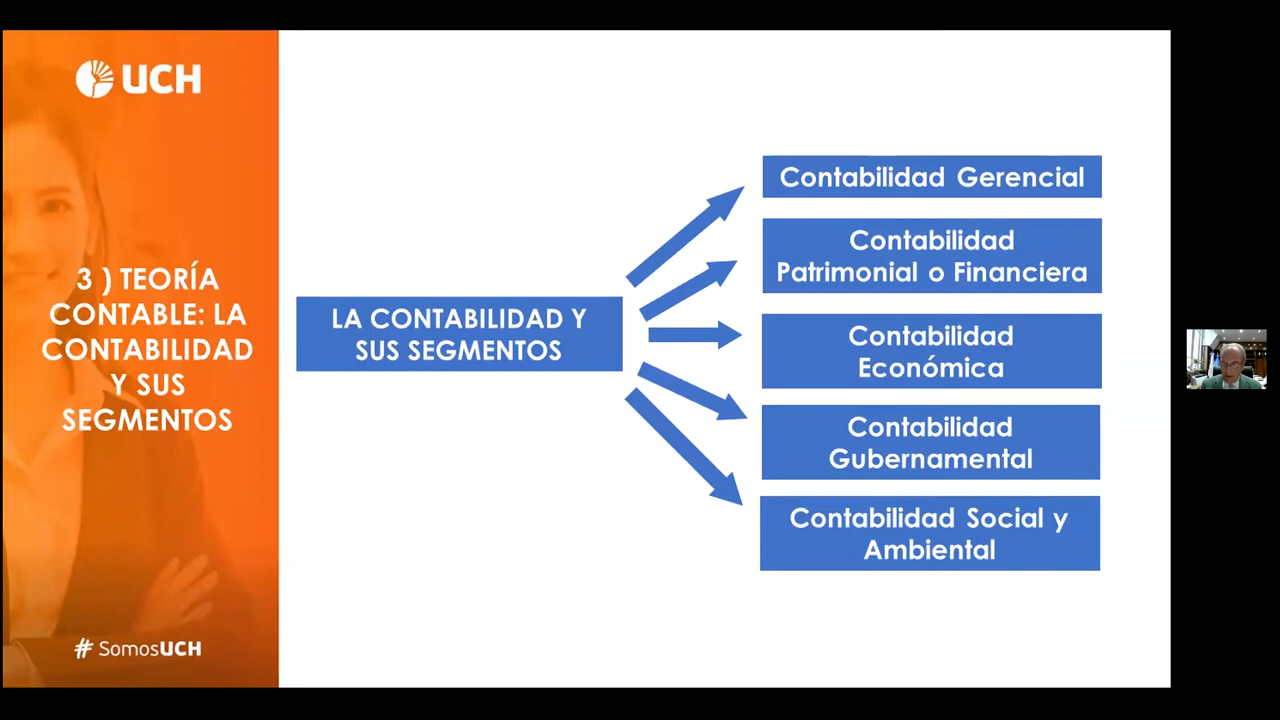 UCH
3 ) TEORÍA
CONTABLE: LA
CONTABILIDAD
Y SUS
SEGMENTOS
# SomosUCH
LA CONTABILIDAD Y
SUS SEGMENTOS
Contabilidad Gerencial
Contabilidad
Patrimonial o Financiera
Contabilidad
Económica
Contabilidad
Gubernamental
Contabilidad Social y
Ambiental